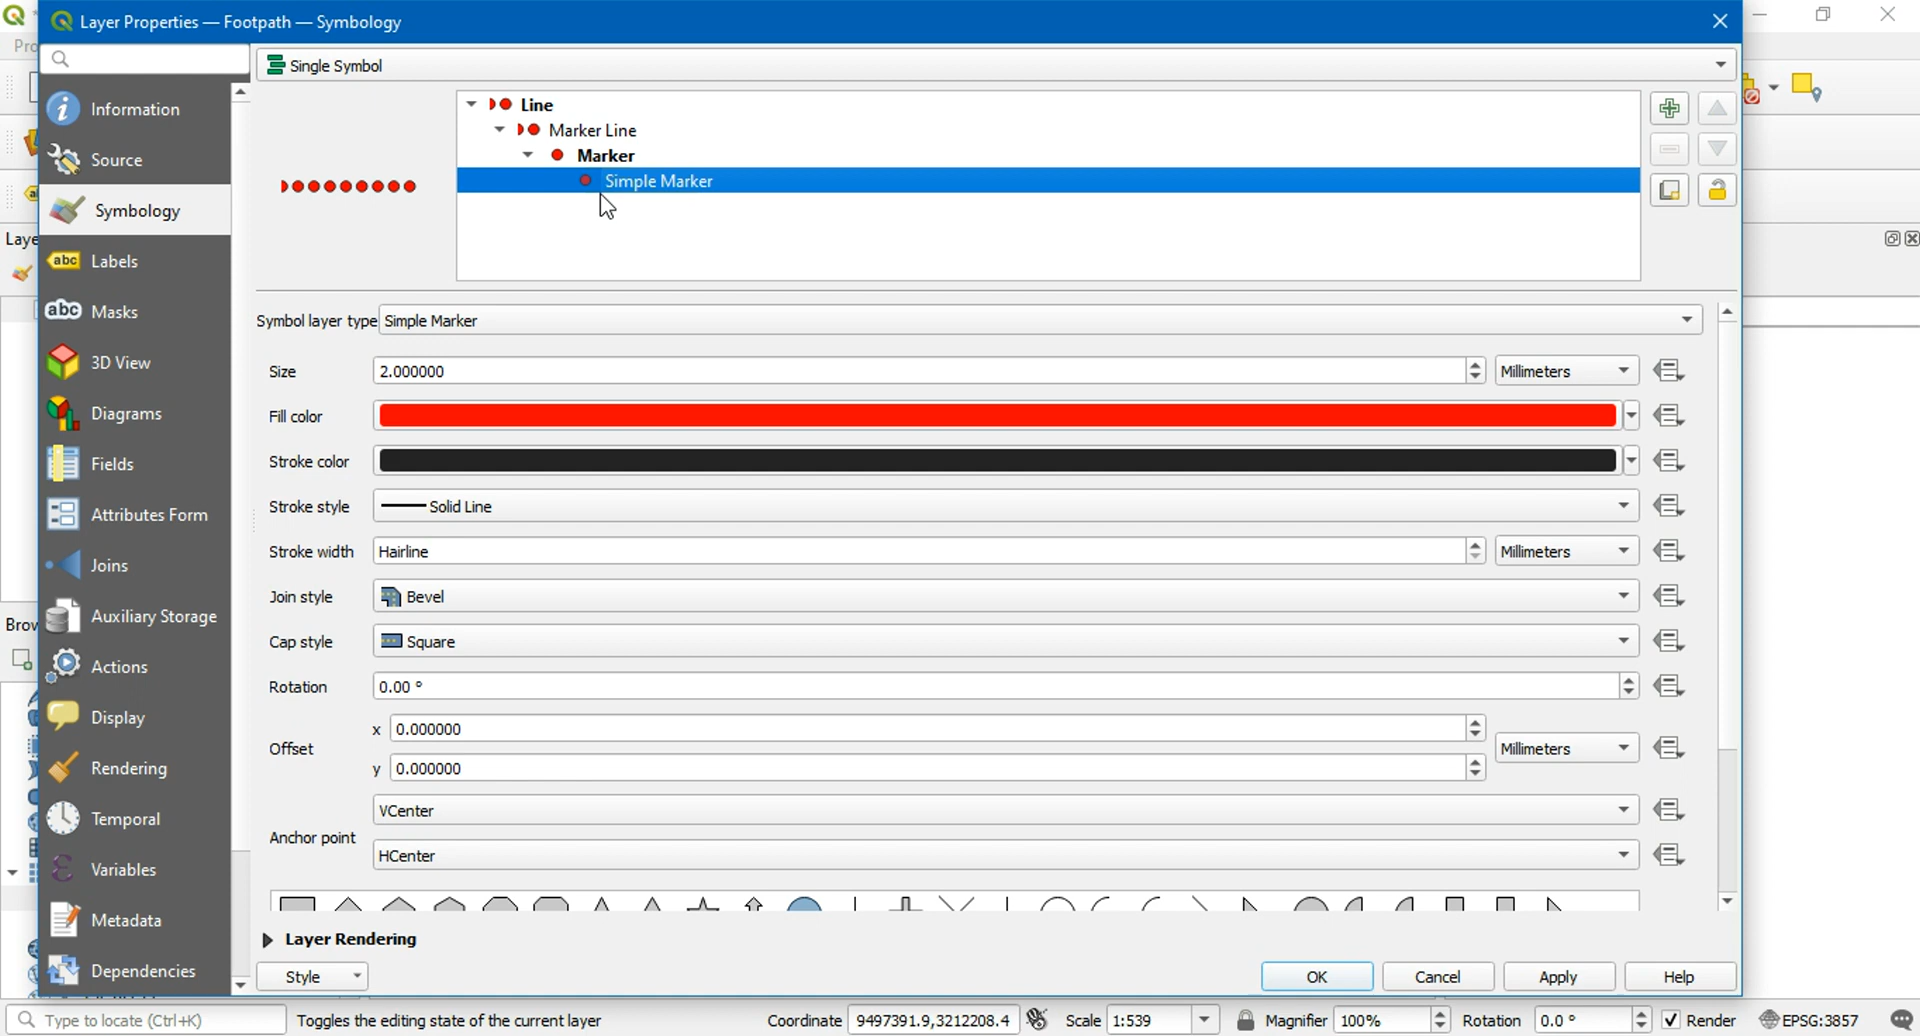 Layer Properties — Footpath — Symbology
Pro
Single Symbol
Information
Source
Symbology
Labels
Masks
3D View
Diagrams
Fields
Attributes Form
Joins
Auxiliary Storage
Actions
Display
Rendering
Temporal
Variables
Metadata
Dependencies
Laye
Brow
Line
Marker Line
Marker
Simple Marker
Symbol layer type Simple Marker
Size 2.000000 Millimeters
Fill color
Stroke color
Stroke style Solid Line
Stroke width Hairline Millimeters
Join style Bevel
Cap style Square
Rotation 0.00 °
Offset x 0.000000 Millimeters
y 0.000000
Anchor point VCenter
HCenter
Layer Rendering
Style OK Cancel Apply Help
Type to locate (Ctrl+K) Toggles the editing state of the current layer Coordinate 9497391.9,3212208.4 Scale 1:539 Magnifier 100% Rotation 0.0 ° Render EPSG:3857